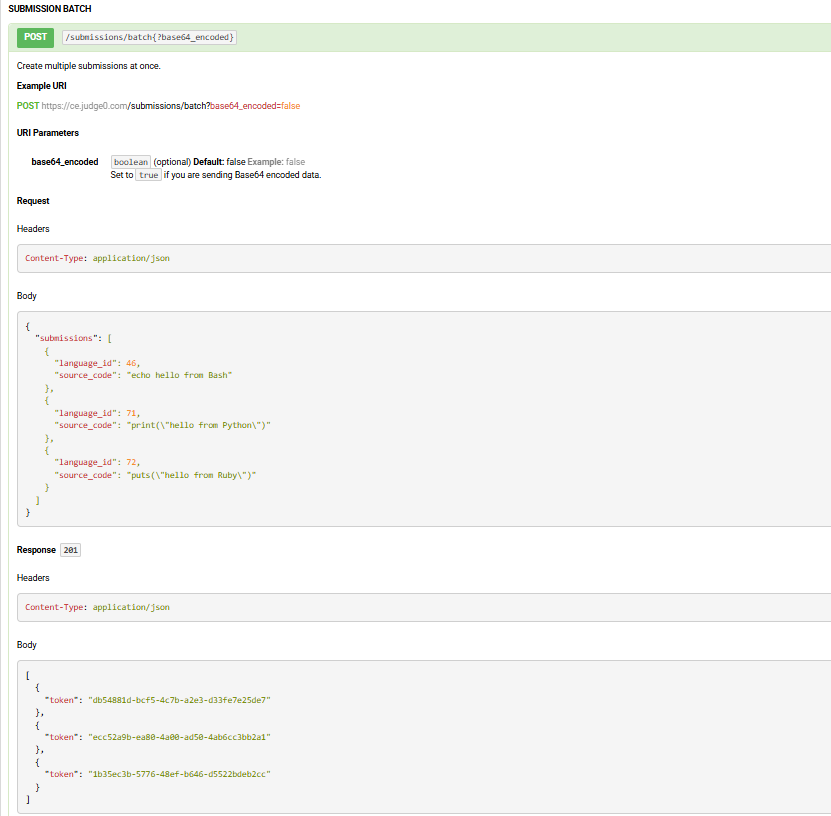 SUBMISSION BATCH
POST /submissions/batch{?base64_encoded}
Create multiple submissions at once.
Example URI
POST https://ce.judge0.com/submissions/batch?base64_encoded=false
URI Parameters
base64_encoded boolean (optional) Default: false Example: false
Set to true if you are sending Base64 encoded data.
Request
Headers
Content-Type: application/json
Body
{
"submissions": [
{
"language_id": 46,
"source_code": "echo hello from Bash"
},
{
"language_id": 71,
"source_code": "print(\"hello from Python\")"
},
{
"language_id": 72,
"source_code": "puts(\"hello from Ruby\")"
}
]
}
Response 201
Headers
Content-Type: application/json
Body
[
{
"token": "db54881d-bcf5-4c7b-a2e3-d33fe7e25de7"
},
{
"token": "ecc52a9b-ea80-4a00-ad50-4ab6cc3bb2a1"
},
{
"token": "1b35ec3b-5776-48ef-b646-d5522bdeb2cc"
}
]